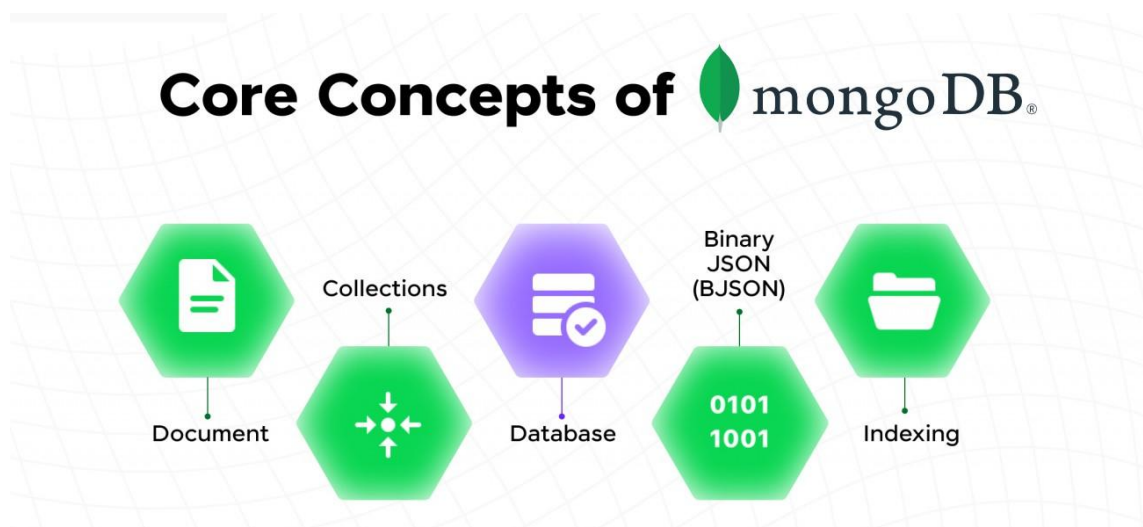 Core Concepts of mongoDB®
Document
Collections
Database
Binary
JSON
(BJSON)
0101
1001
Indexing